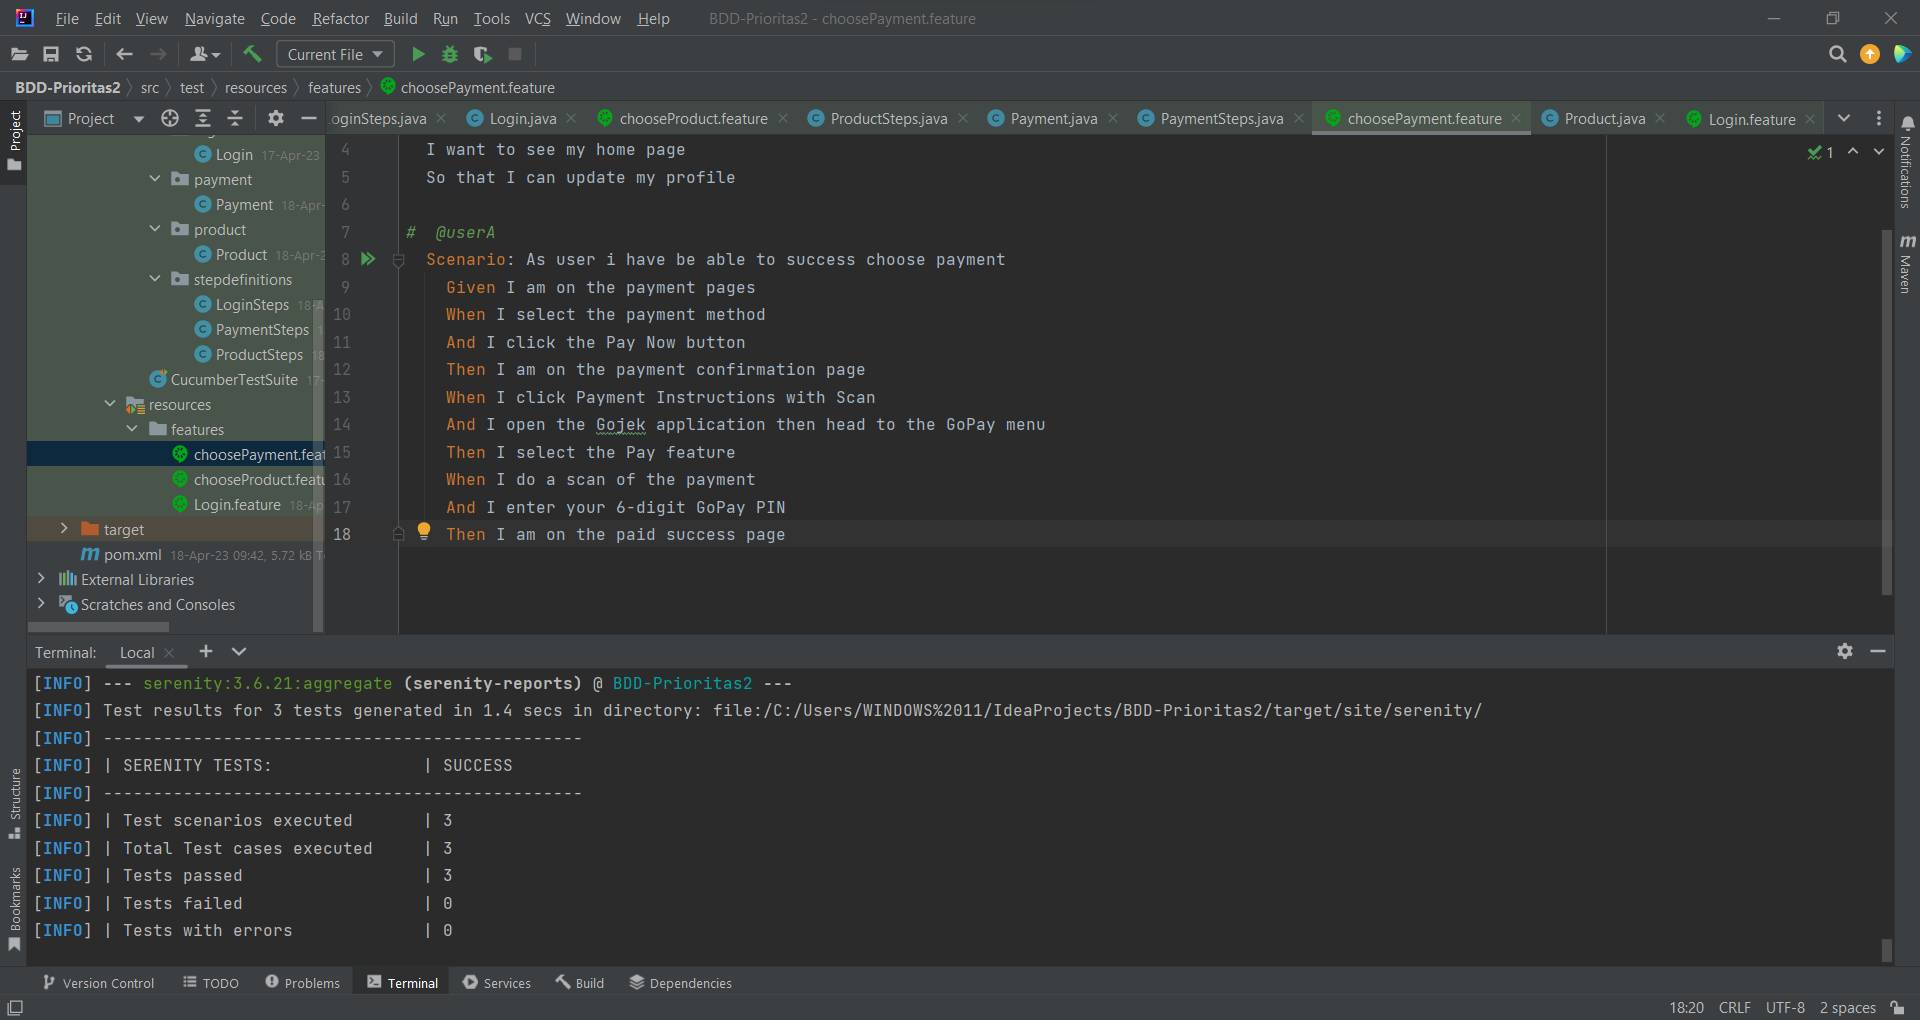 File Edit View Navigate Code Refactor Build Run Tools VCS Window Help BDD-Prioritas2 - choosePayment.feature
Current File
BDD-Prioritas2 src test resources features choosePayment.feature
Project
Project
oginSteps.java Login.java chooseProduct.feature ProductSteps.java Payment.java PaymentSteps.java choosePayment.feature Product.java Login.feature
Login 17-Apr-23
payment
Payment 18-Apr-
product
Product 18-Apr-2
stepdefinitions
LoginSteps 18-A
PaymentSteps 1
ProductSteps 18
CucumberTestSuite 17-
resources
features
choosePayment.feat
chooseProduct.featu
Login.feature 18-Ap
target
pom.xml 18-Apr-23 09:42, 5.72 kB T
External Libraries
Scratches and Consoles
4 I want to see my home page
5 So that I can update my profile
6
7 # @userA
8 Scenario: As user i have be able to success choose payment
9 Given I am on the payment pages
10 When I select the payment method
11 And I click the Pay Now button
12 Then I am on the payment confirmation page
13 When I click Payment Instructions with Scan
14 And I open the Gojek application then head to the GoPay menu
15 Then I select the Pay feature
16 When I do a scan of the payment
17 And I enter your 6-digit GoPay PIN
18 Then I am on the paid success page
1
Notifications
Maven
Terminal: Local
[INFO] --- serenity:3.6.21:aggregate (serenity-reports) @ BDD-Prioritas2 ---
[INFO] Test results for 3 tests generated in 1.4 secs in directory: file:/C:/Users/WINDOWS%2011/IdeaProjects/BDD-Prioritas2/target/site/serenity/
[INFO] ------------------------------------------------
[INFO] | SERENITY TESTS: | SUCCESS
[INFO] ------------------------------------------------
[INFO] | Test scenarios executed | 3
[INFO] | Total Test cases executed | 3
[INFO] | Tests passed | 3
[INFO] | Tests failed | 0
[INFO] | Tests with errors | 0
Structure
Bookmarks
Version Control TODO Problems Terminal Services Build Dependencies
18:20 CRLF UTF-8 2 spaces